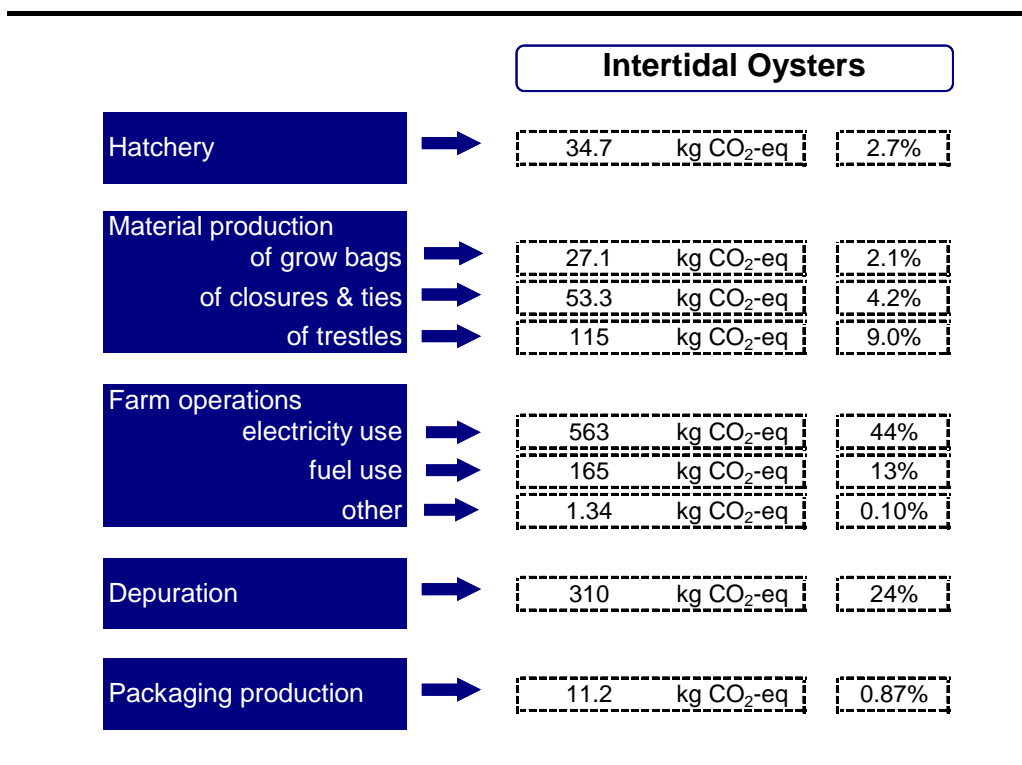 Intertidal Oysters
Hatchery 34.7 kg CO₂-eq 2.7%
Material production
of grow bags 27.1 kg CO₂-eq 2.1%
of closures & ties 53.3 kg CO₂-eq 4.2%
of trestles 115 kg CO₂-eq 9.0%
Farm operations
electricity use 563 kg CO₂-eq 44%
fuel use 165 kg CO₂-eq 13%
other 1.34 kg CO₂-eq 0.10%
Depuration 310 kg CO₂-eq 24%
Packaging production 11.2 kg CO₂-eq 0.87%